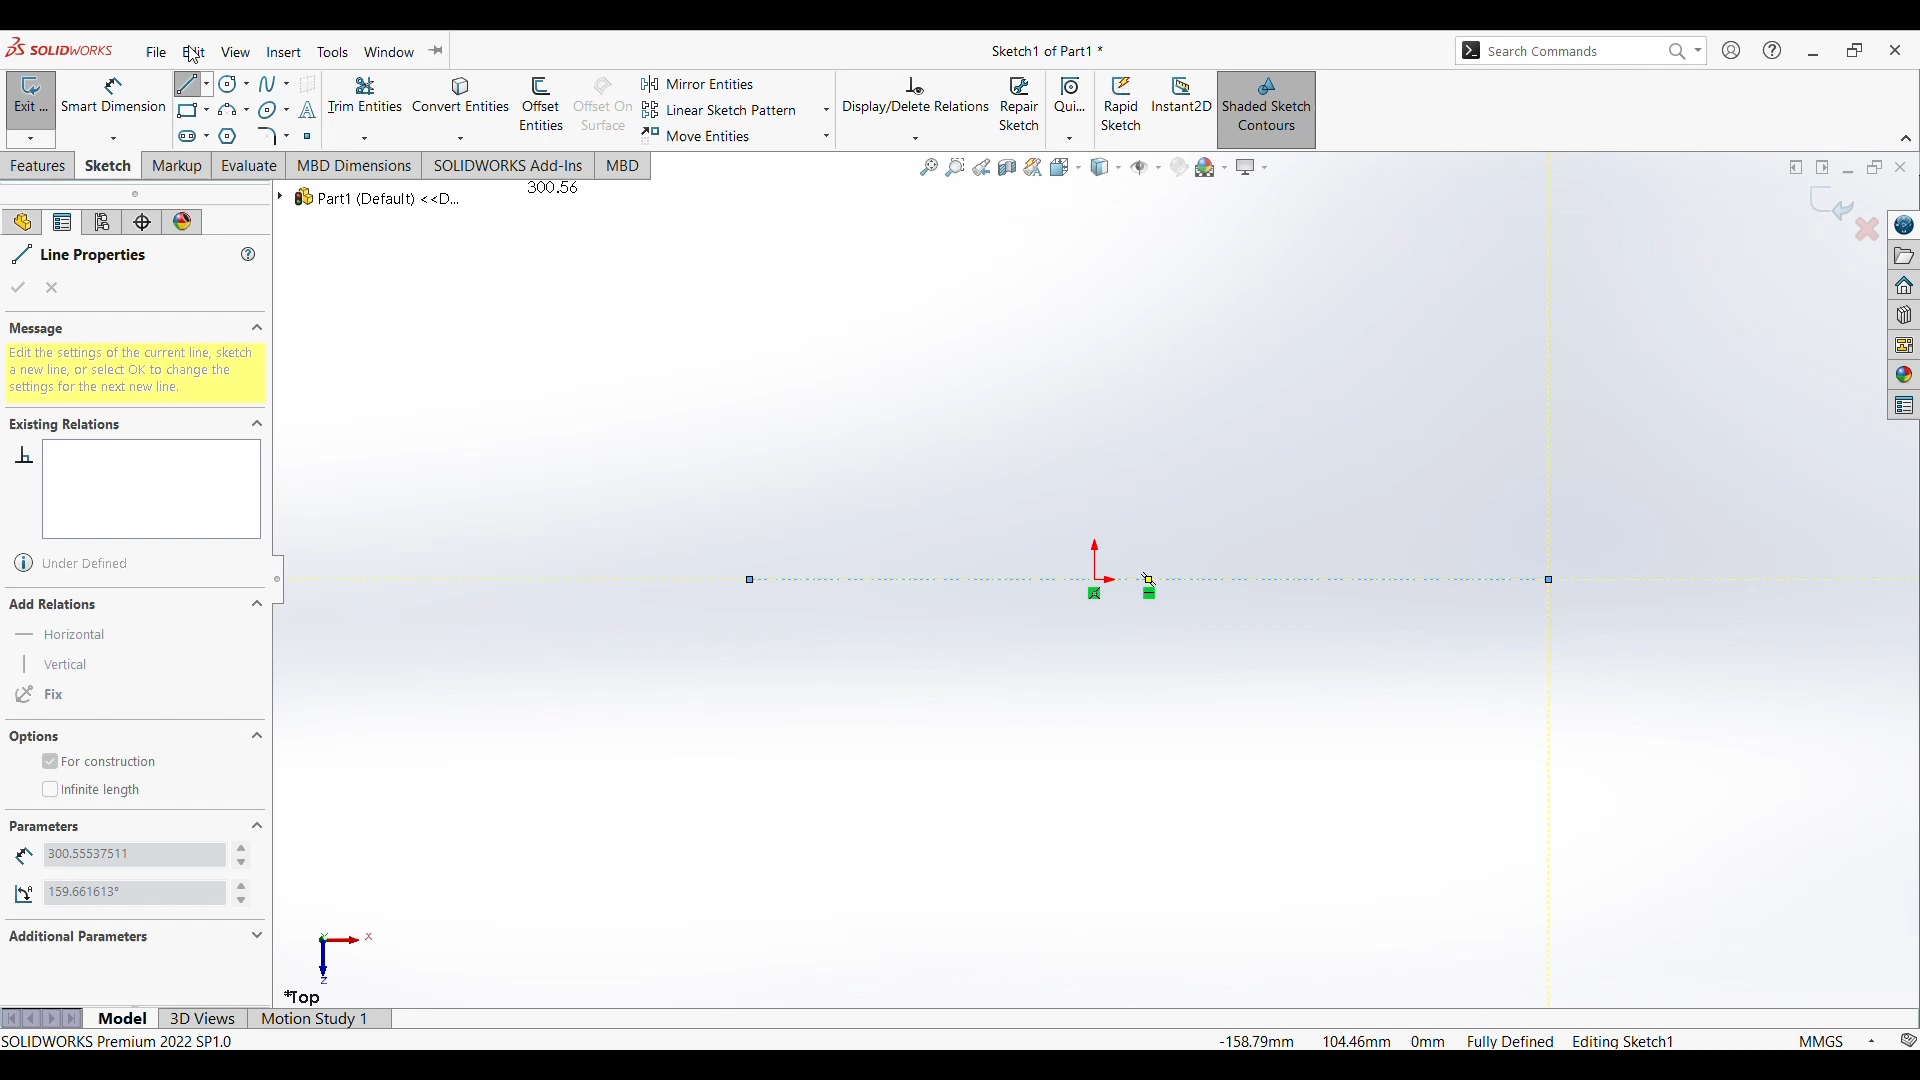 SOLIDWORKS
File
Edit
View
Insert
Tools
Window
Sketch1 of Part1 *
Search Commands
Exit ...
Smart Dimension
Trim Entities
Convert Entities
Offset
Entities
Offset On
Surface
Mirror Entities
Linear Sketch Pattern
Move Entities
Display/Delete Relations
Repair
Sketch
Qui...
Rapid
Sketch
Instant2D
Shaded Sketch
Contours
Features
Sketch
Markup
Evaluate
MBD Dimensions
SOLIDWORKS Add-Ins
MBD
300.56
Part1 (Default) <<D...
Line Properties
Message
Edit the settings of the current line, sketch
a new line, or select OK to change the
settings for the next new line.
Existing Relations
Under Defined
Add Relations
Horizontal
Vertical
Fix
Options
For construction
Infinite length
Parameters
300.55537511
159.661613°
Additional Parameters
Y
X
Z
*Top
Model
3D Views
Motion Study 1
SOLIDWORKS Premium 2022 SP1.0
-158.79mm
104.46mm
0mm
Fully Defined
Editing Sketch1
MMGS